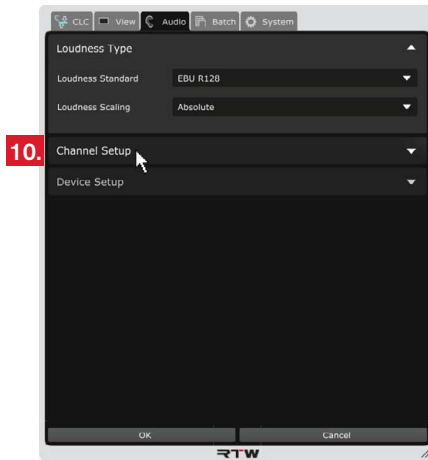 CLC View Audio Batch System
Loudness Type
Loudness Standard EBU R128
Loudness Scaling Absolute
10. Channel Setup
Device Setup
OK Cancel
RTW